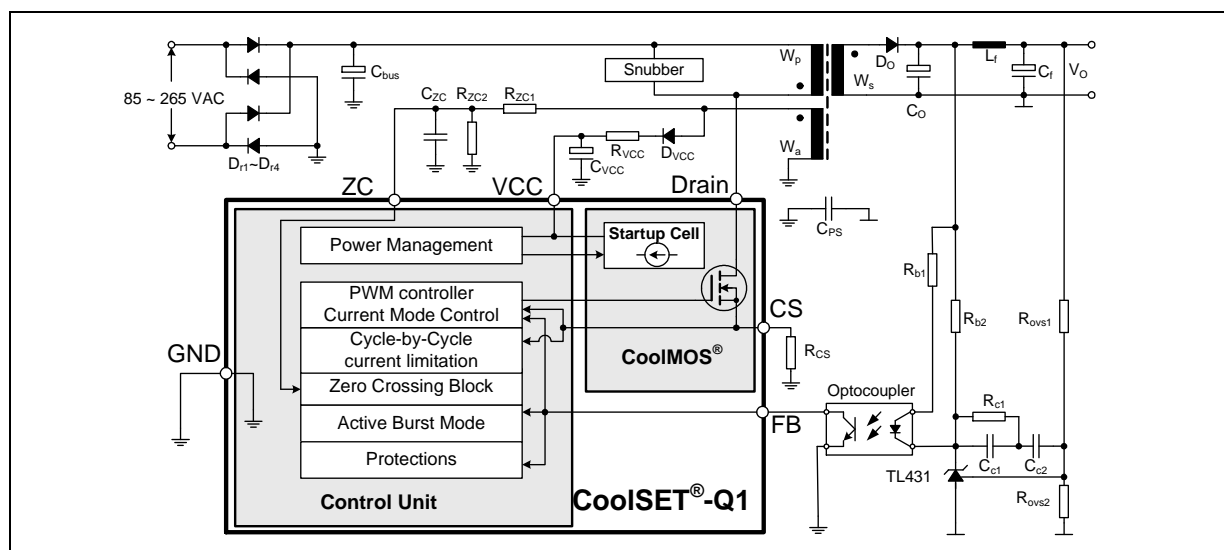 85 ~ 265 VAC
Dr1~Dr4
Cbus
Snubber
Wp
Ws
Wa
DO
CO
Lf
Cf
VO
CZC
RZC2
RZC1
RVCC
DVCC
CVCC
ZC
VCC
Drain
CPS
Power Management
Startup Cell
PWM controller
Current Mode Control
Cycle-by-Cycle
current limitation
Zero Crossing Block
Active Burst Mode
Protections
Control Unit
CoolMOS®
CoolSET®-Q1
GND
CS
RCS
FB
Optocoupler
Rb1
Rb2
Rovs1
Rc1
Cc1
Cc2
TL431
Rovs2